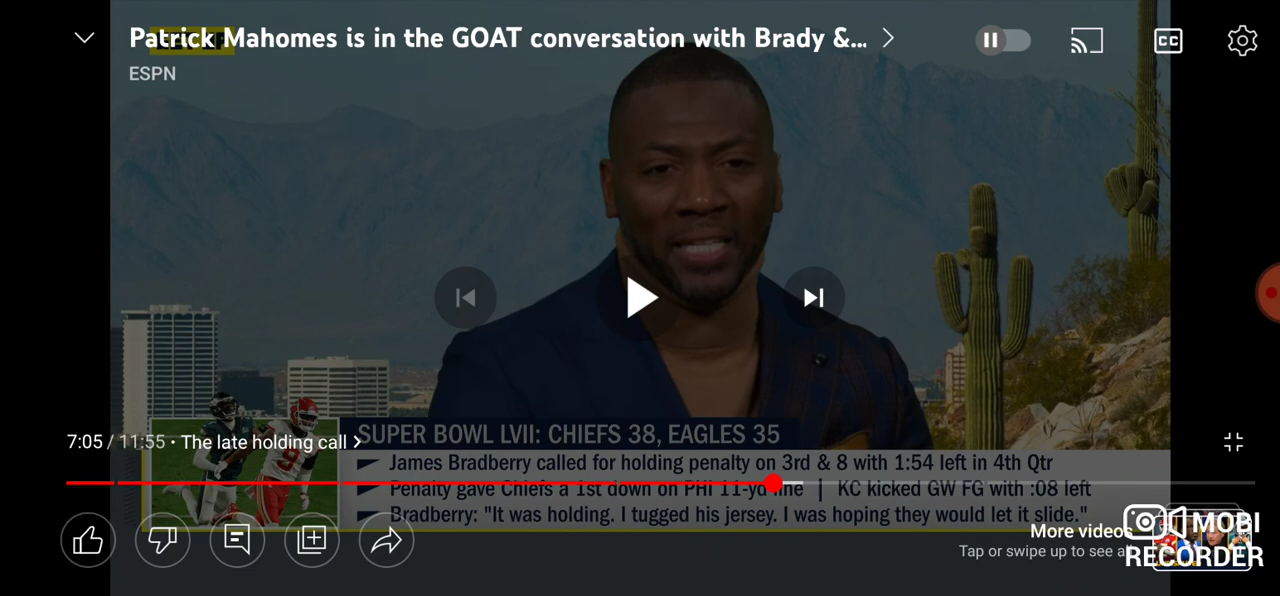 Patrick Mahomes is in the GOAT conversation with Brady &...
ESPN
CC
7:05 / 11:55 · The late holding call
SUPER BOWL LVII: CHIEFS 38, EAGLES 35
James Bradberry called for holding penalty on 3rd & 8 with 1:54 left in 4th Qtr
Penalty gave Chiefs a 1st down on PHI 11-yd line | KC kicked GW FG with :08 left
Bradberry: "It was holding. I tugged his jersey. I was hoping they would let it slide."
More videos
Tap or swipe up to see all
MOBI
RECORDER